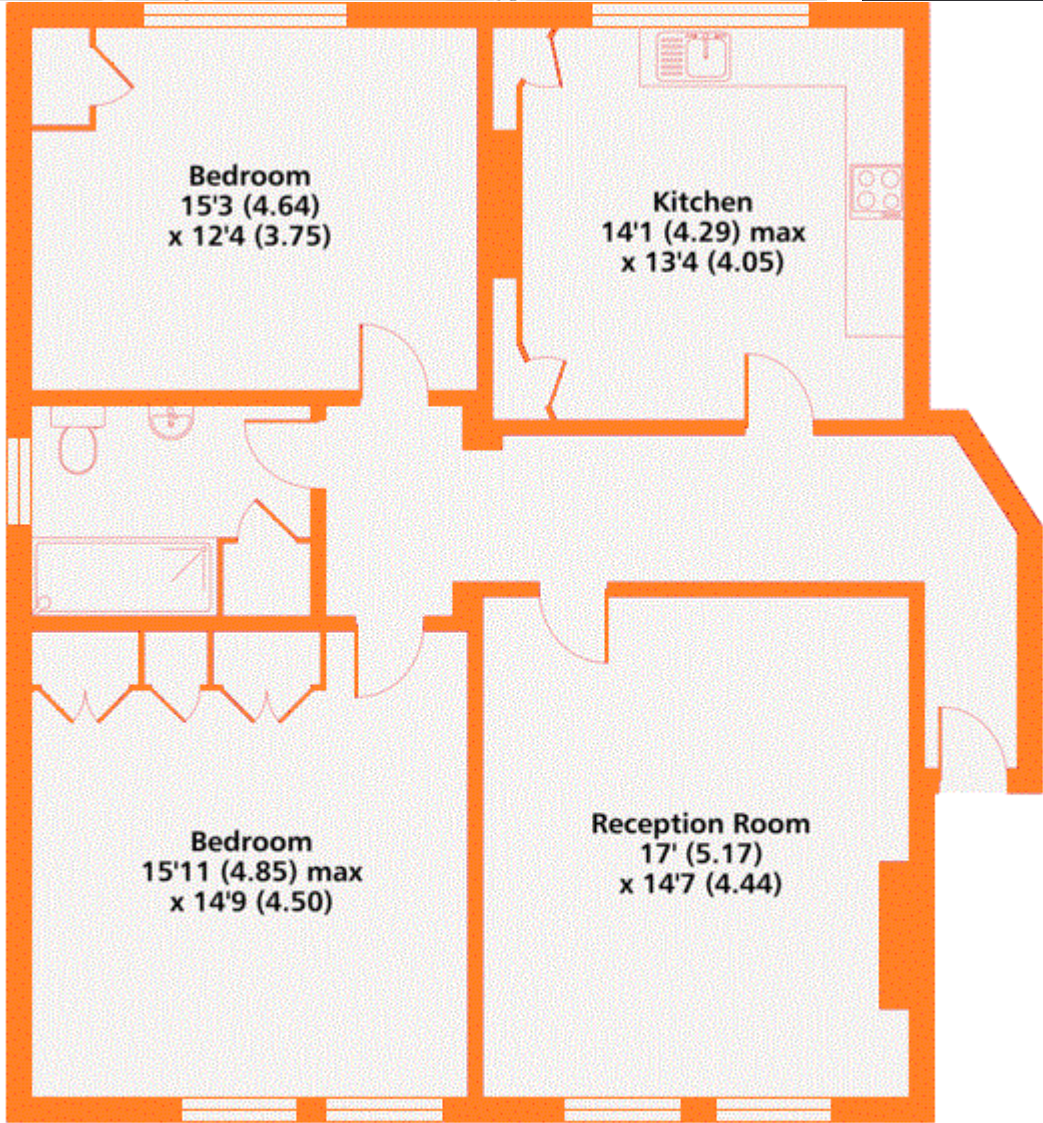 Bedroom
15'3 (4.64)
x 12'4 (3.75)
Kitchen
14'1 (4.29) max
x 13'4 (4.05)
Bedroom
15'11 (4.85) max
x 14'9 (4.50)
Reception Room
17' (5.17)
x 14'7 (4.44)